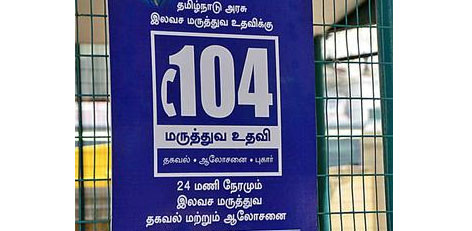 தமிழ்நாடு அரசு
இலவச மருத்துவ உதவிக்கு
104
மருத்துவ உதவி
தகவல் • ஆலோசனை • புகார்
24 மணி நேரமும்
இலவச மருத்துவ
தகவல் மற்றும் ஆலோசனை